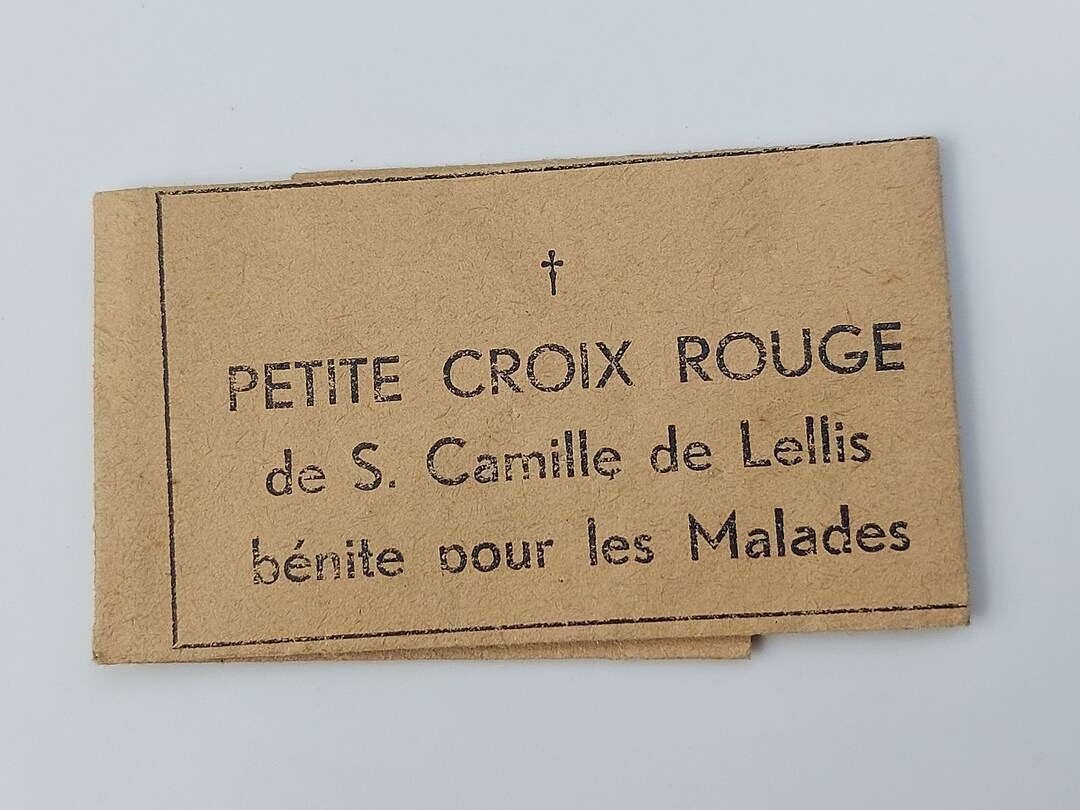 †
PETITE CROIX ROUGE
de S. Camille de Lellis
bénite pour les Malades